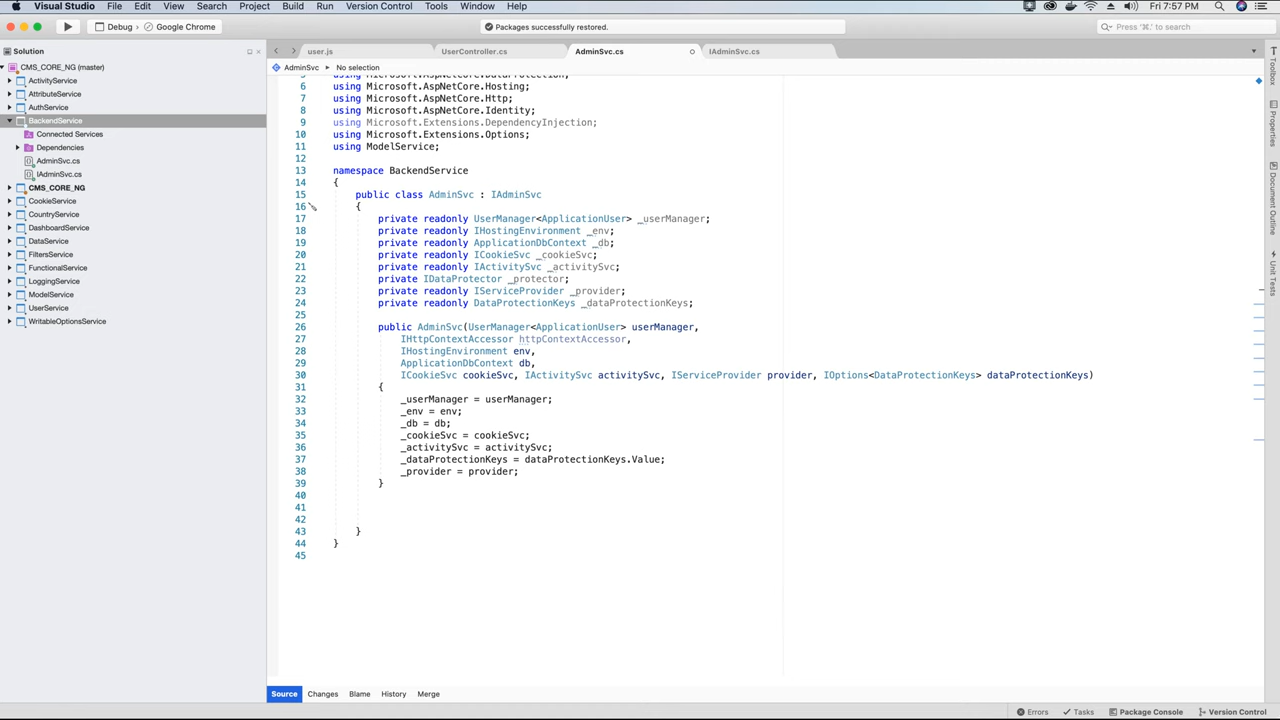 Visual Studio File Edit View Search Project Build Run Version Control Tools Window Help Fri 7:57 PM
Debug › Google Chrome Packages successfully restored. Press '⌘.' to search
Solution
user.js UserController.cs AdminSvc.cs IAdminSvc.cs
AdminSvc No selection
CMS_CORE_NG (master)
ActivityService
AttributeService
AuthService
BackendService
Connected Services
Dependencies
AdminSvc.cs
IAdminSvc.cs
CMS_CORE_NG
CookieService
CountryService
DashboardService
DataService
FiltersService
FunctionalService
LoggingService
ModelService
UserService
WritableOptionsService
5 using Microsoft.AspNetCore.DataProtection;
6 using Microsoft.AspNetCore.Hosting;
7 using Microsoft.AspNetCore.Http;
8 using Microsoft.AspNetCore.Identity;
9 using Microsoft.Extensions.DependencyInjection;
10 using Microsoft.Extensions.Options;
11 using ModelService;
12
13 namespace BackendService
14 {
15 public class AdminSvc : IAdminSvc
16 {
17 private readonly UserManager<ApplicationUser> _userManager;
18 private readonly IHostingEnvironment _env;
19 private readonly ApplicationDbContext _db;
20 private readonly ICookieSvc _cookieSvc;
21 private readonly IActivitySvc _activitySvc;
22 private IDataProtector _protector;
23 private readonly IServiceProvider _provider;
24 private readonly DataProtectionKeys _dataProtectionKeys;
25
26 public AdminSvc(UserManager<ApplicationUser> userManager,
27 IHttpContextAccessor httpContextAccessor,
28 IHostingEnvironment env,
29 ApplicationDbContext db,
30 ICookieSvc cookieSvc, IActivitySvc activitySvc, IServiceProvider provider, IOptions<DataProtectionKeys> dataProtectionKeys)
31 {
32 _userManager = userManager;
33 _env = env;
34 _db = db;
35 _cookieSvc = cookieSvc;
36 _activitySvc = activitySvc;
37 _dataProtectionKeys = dataProtectionKeys.Value;
38 _provider = provider;
39 }
40
41
42
43 }
44 }
45
Toolbox
Properties
Document Outline
Unit Tests
Source Changes Blame History Merge
Errors Tasks Package Console Version Control